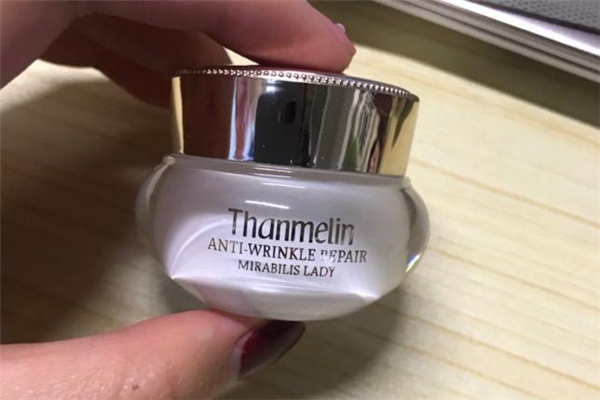 Thanmelin
ANTI-WRINKLE REPAIR
MIRABILIS LADY